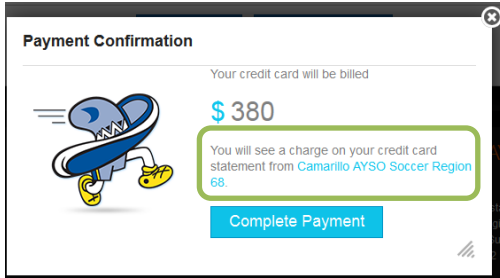 Payment Confirmation
Your credit card will be billed
$ 380
You will see a charge on your credit card
statement from Camarillo AYSO Soccer Region
68.
Complete Payment